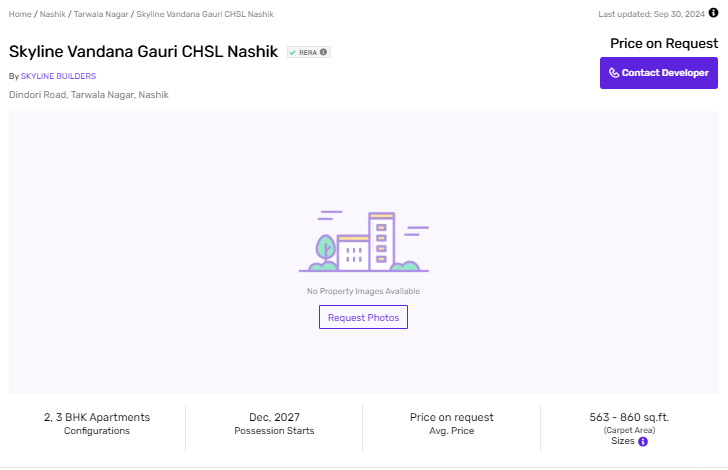 Home / Nashik / Tarwala Nagar / Skyline Vandana Gauri CHSL Nashik
Last updated: Sep 30, 2024
Skyline Vandana Gauri CHSL Nashik
RERA
Price on Request
By SKYLINE BUILDERS
Contact Developer
Dindori Road, Tarwala Nagar, Nashik
No Property Images Available
Request Photos
2, 3 BHK Apartments
Configurations
Dec, 2027
Possession Starts
Price on request
Avg. Price
563 - 860 sq.ft.
(Carpet Area)
Sizes